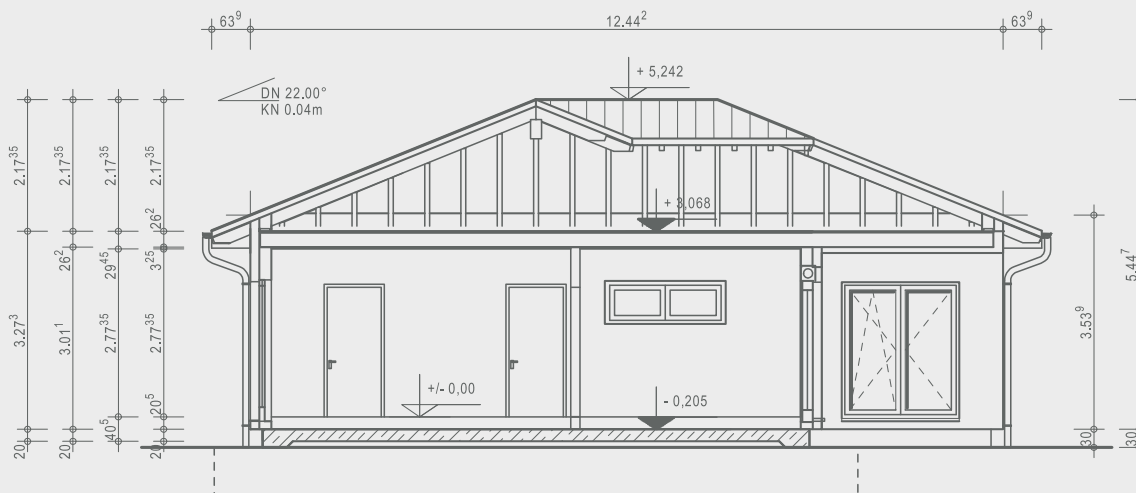 63⁹ 12.44² 63⁹
+ 5,242
DN 22.00°
KN 0.04m
2.17³⁵ 2.17³⁵ 2.17³⁵ 2.17³⁵
+ 3,068
26² 29⁴⁵ 3²⁵ 26²
5.44⁷
3.27³ 3.01¹ 2.77³⁵ 2.77³⁵
3.53⁹
+/- 0,00
- 0,205
20 20 40⁵ 20 20⁵
30 30